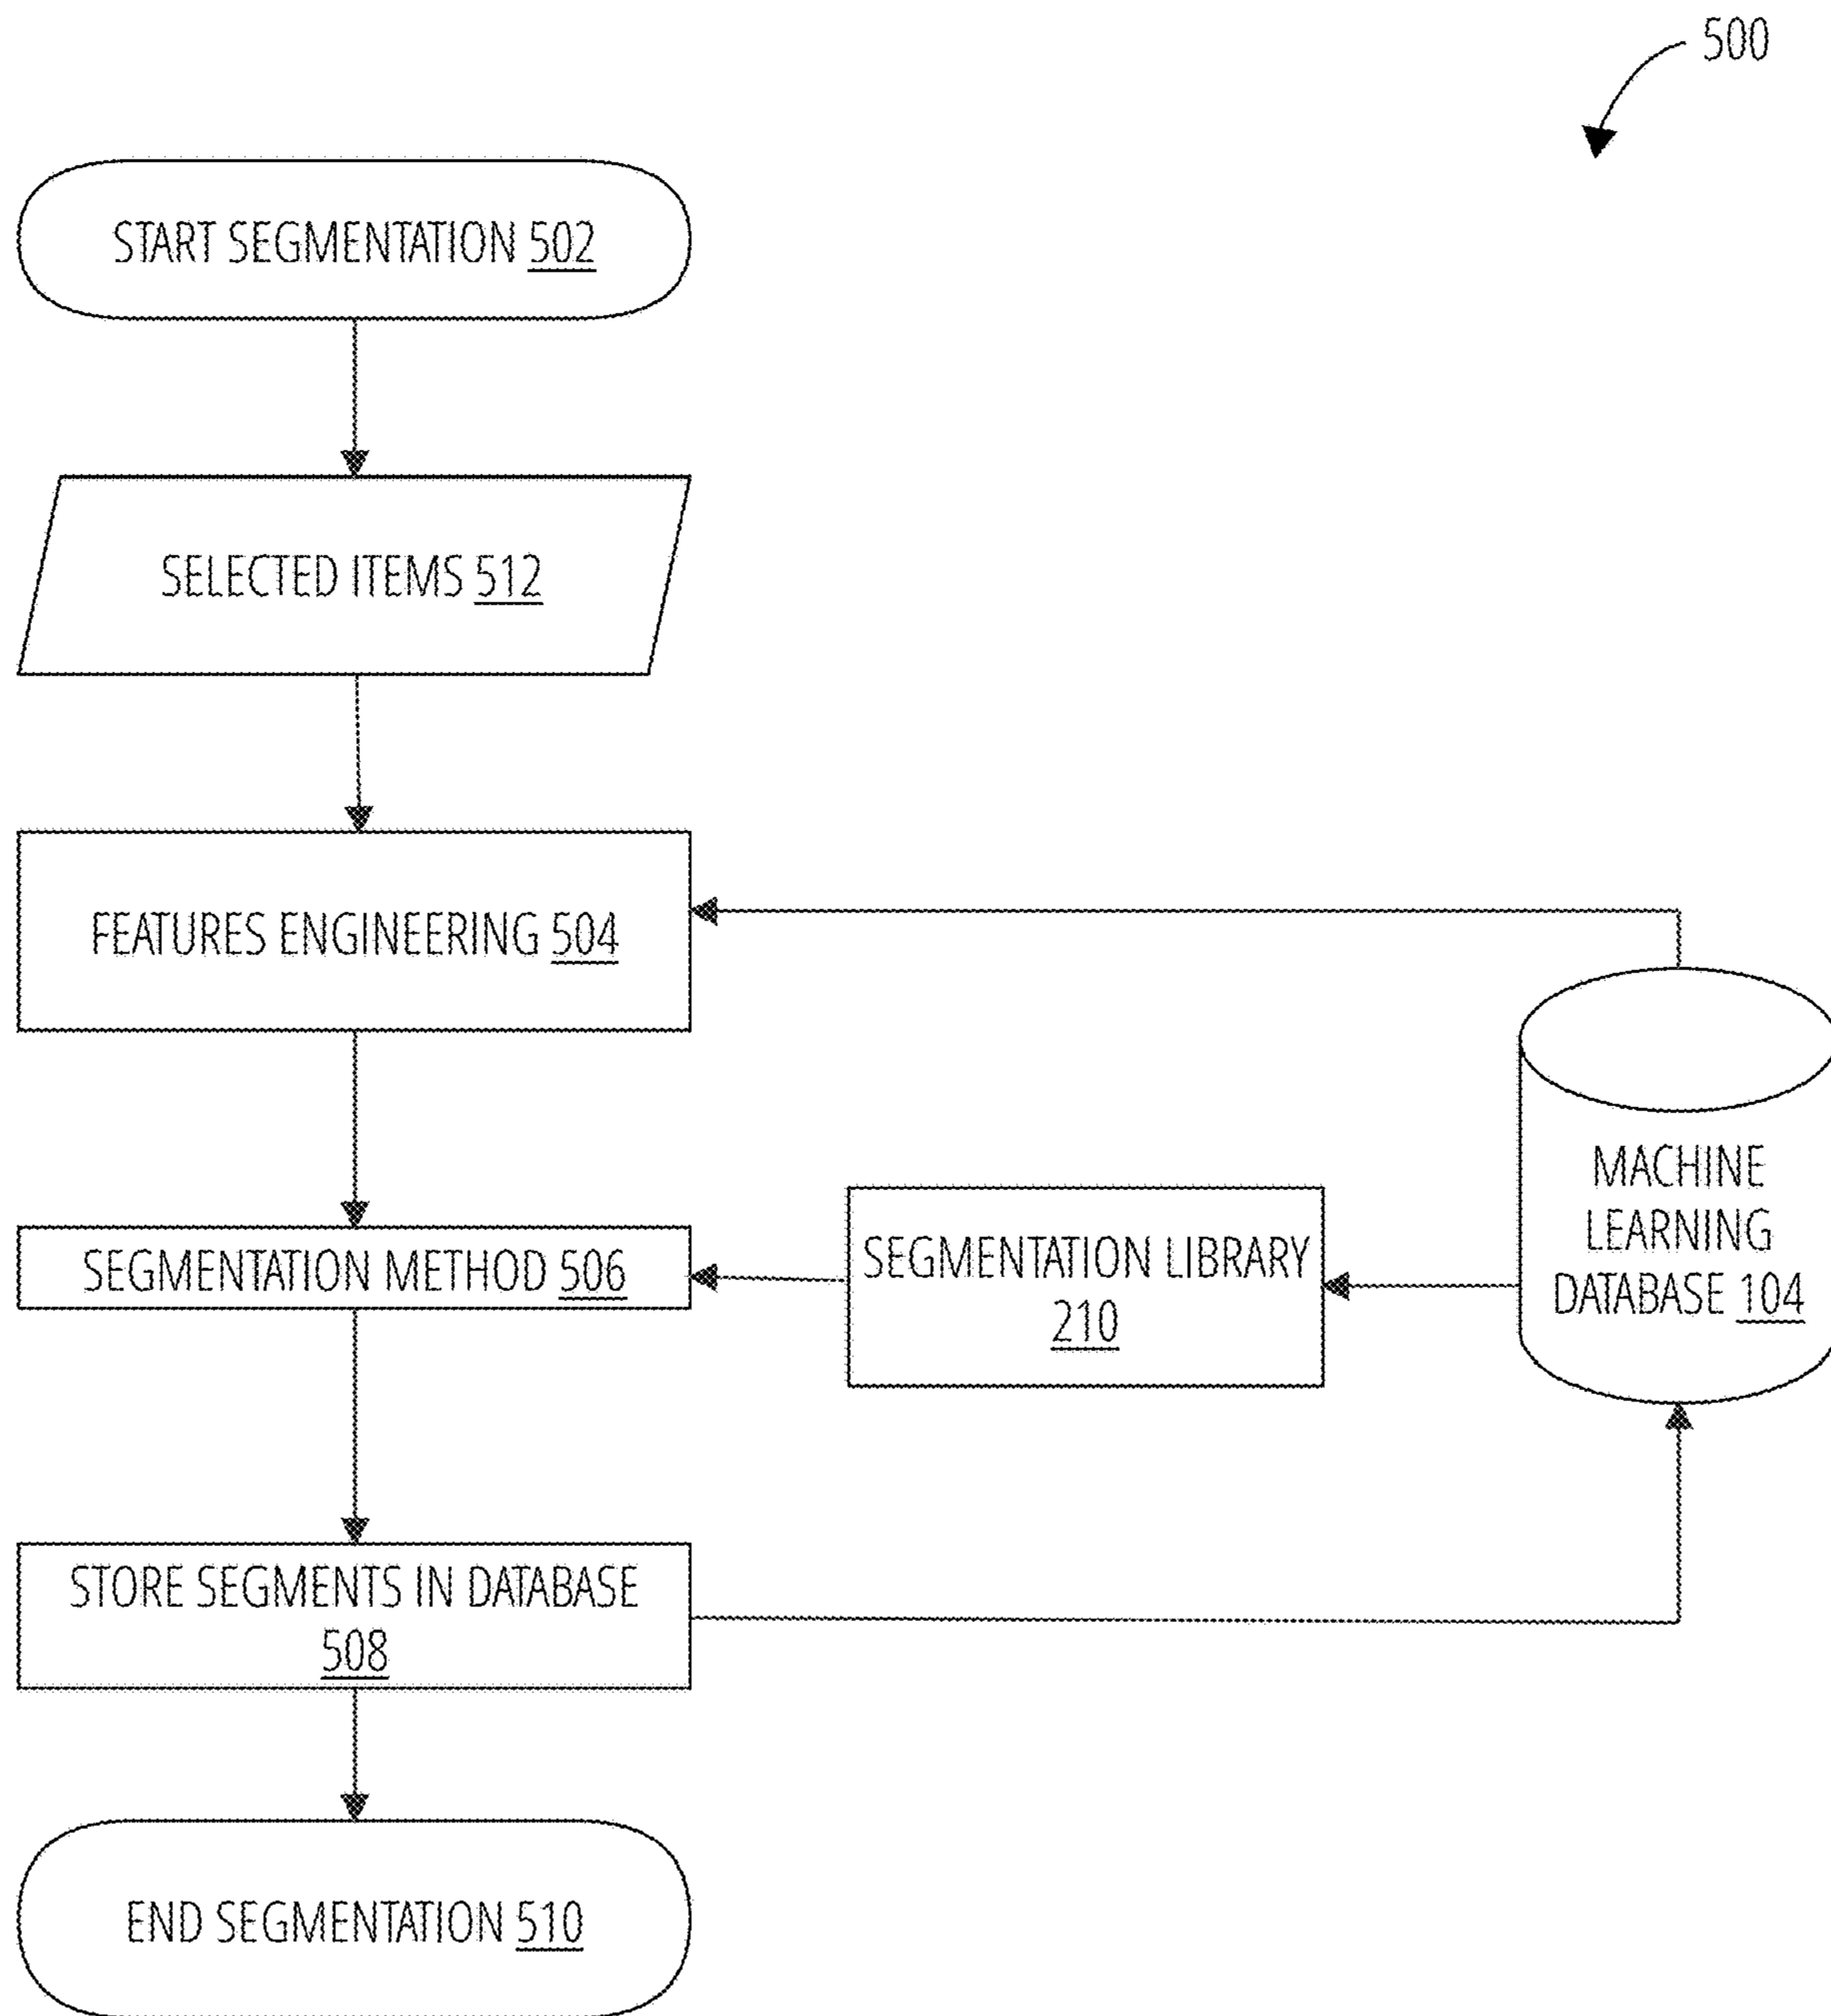 500
START SEGMENTATION 502
SELECTED ITEMS 512
FEATURES ENGINEERING 504
MACHINE
LEARNING
DATABASE 104
SEGMENTATION METHOD 506
SEGMENTATION LIBRARY
210
STORE SEGMENTS IN DATABASE
508
END SEGMENTATION 510